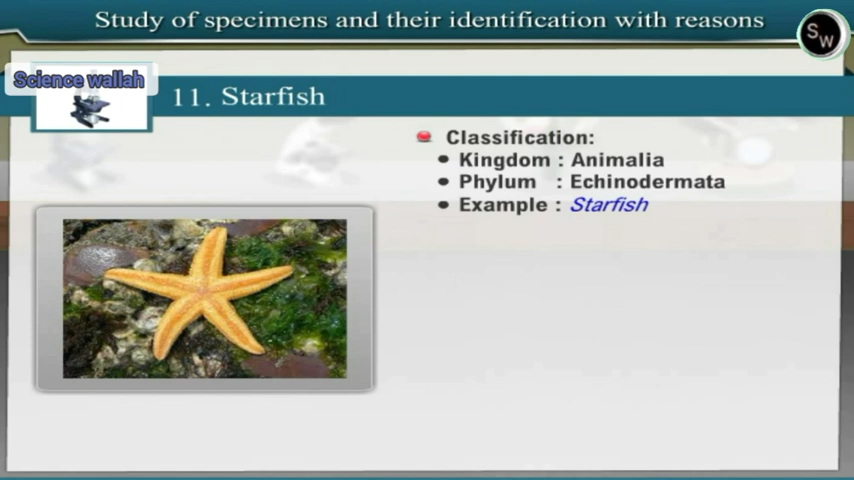 Study of specimens and their identification with reasons
SW
Science wallah
11. Starfish
Classification:
• Kingdom : Animalia
• Phylum : Echinodermata
• Example : Starfish